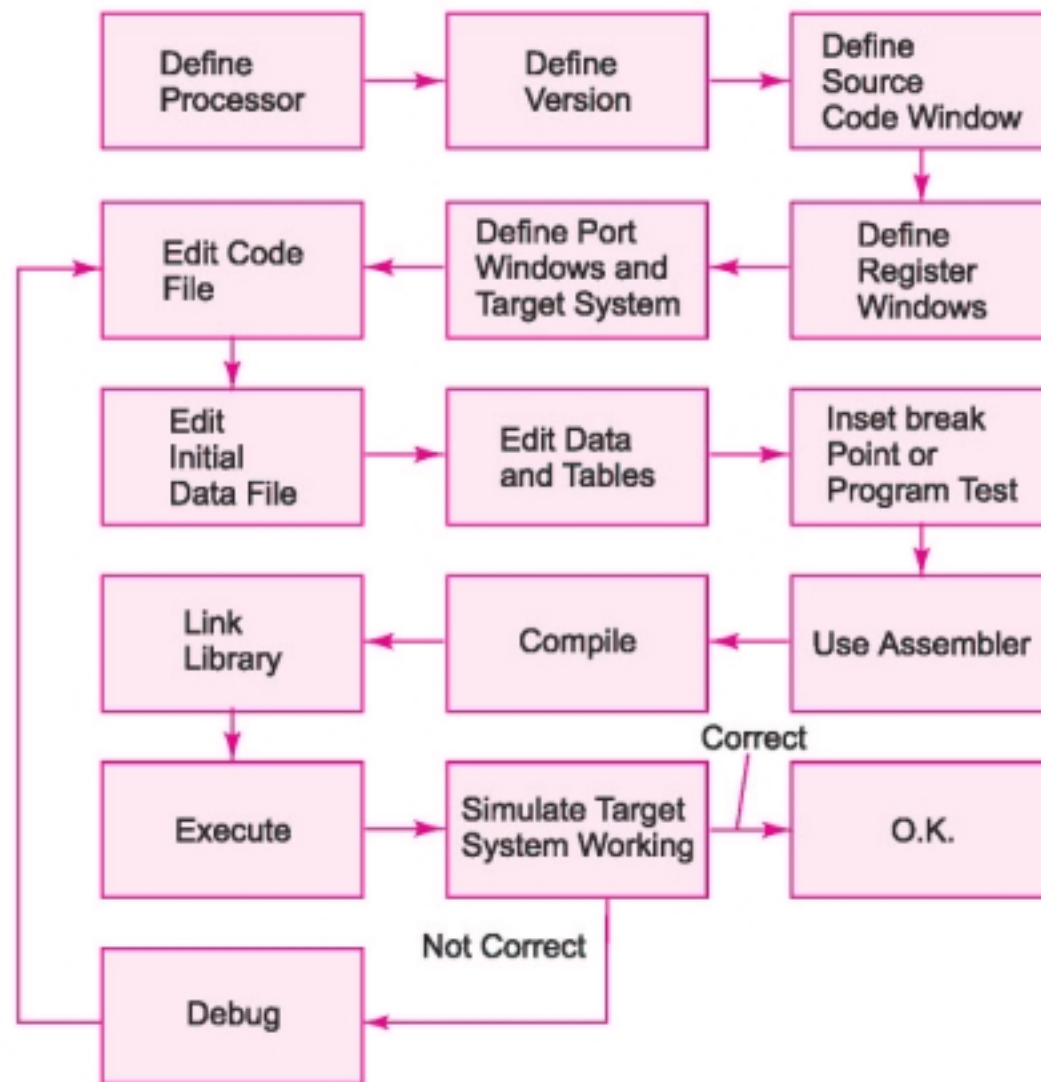 Define
Processor
Define
Version
Define
Source
Code Window
Define
Register
Windows
Define Port
Windows and
Target System
Edit Code
File
Edit
Initial
Data File
Edit Data
and Tables
Inset break
Point or
Program Test
Use Assembler
Compile
Link
Library
Execute
Simulate Target
System Working
Correct
O.K.
Not Correct
Debug